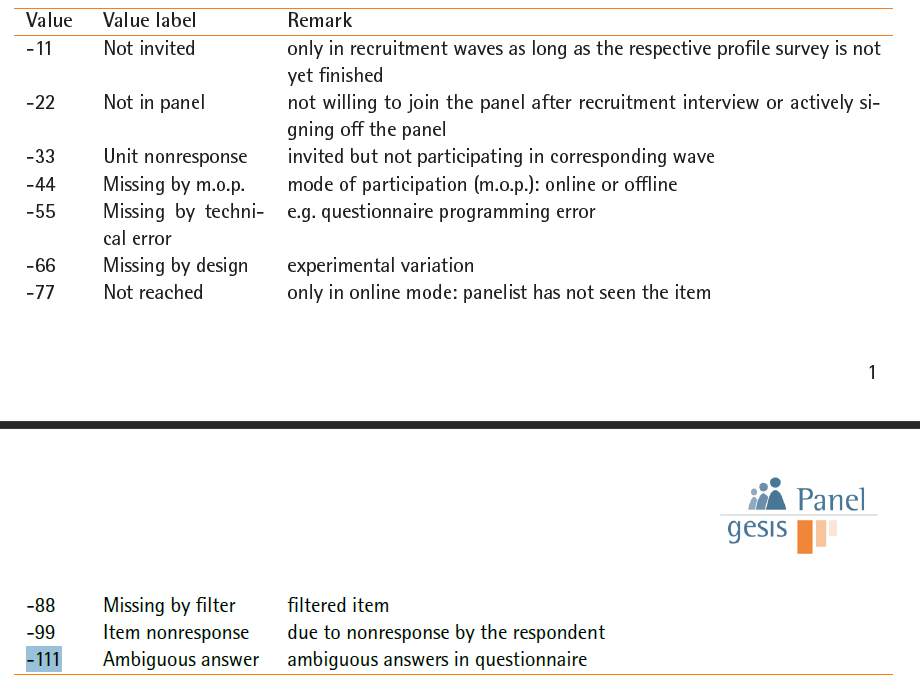 Value Value label Remark
-11 Not invited only in recruitment waves as long as the respective profile survey is not
yet finished
-22 Not in panel not willing to join the panel after recruitment interview or actively si-
gning off the panel
-33 Unit nonresponse invited but not participating in corresponding wave
-44 Missing by m.o.p. mode of participation (m.o.p.): online or offline
-55 Missing by techni- e.g. questionnaire programming error
cal error
-66 Missing by design experimental variation
-77 Not reached only in online mode: panelist has not seen the item
1
Panel
gesis
-88 Missing by filter filtered item
-99 Item nonresponse due to nonresponse by the respondent
-111 Ambiguous answer ambiguous answers in questionnaire